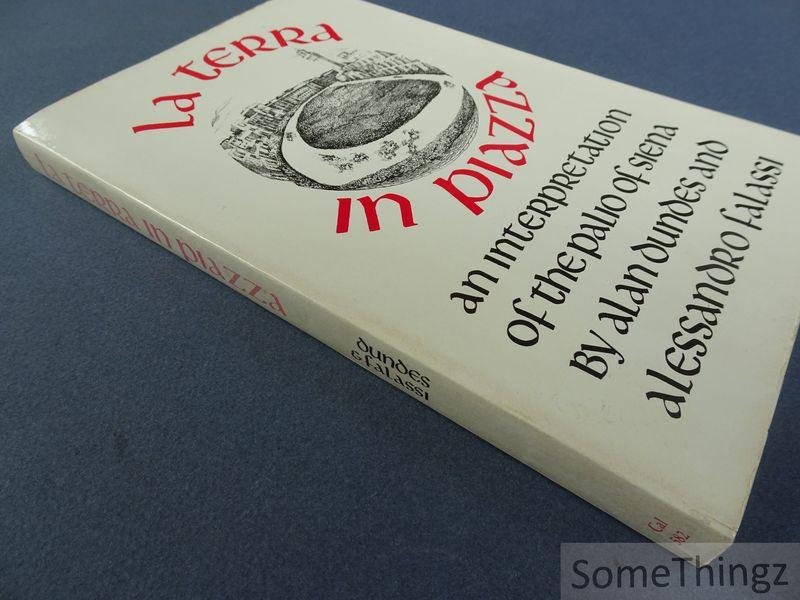 la terra
in piazza
an interpretation
of the palio of siena
by alan dundes and
alessandro falassi
la terra in piazza
dundes
& falassi
Cal
582
SomeThingz